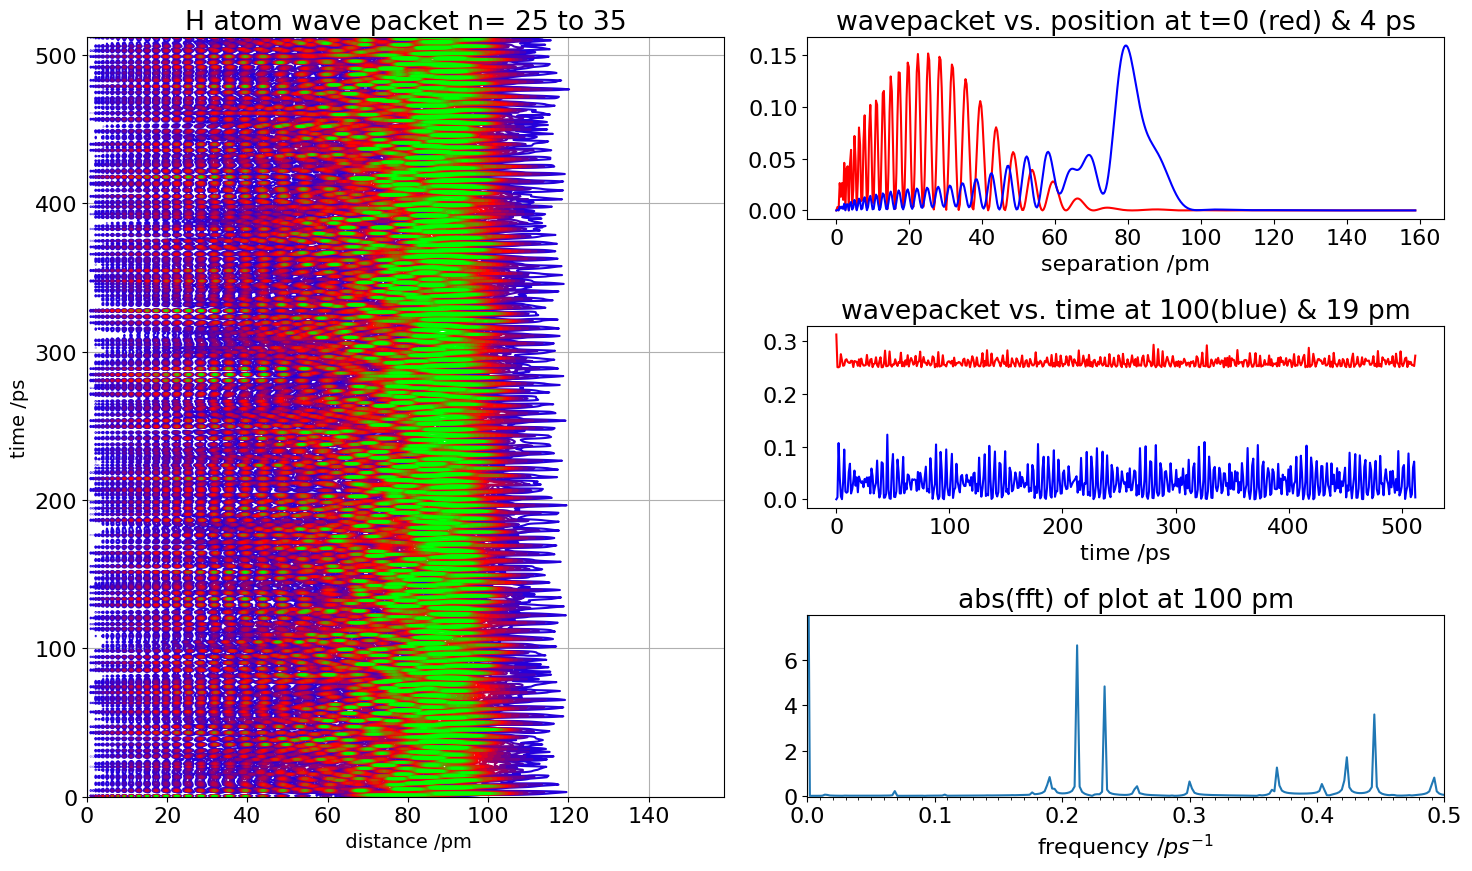 H atom wave packet n= 25 to 35
500
400
300
200
100
0
time /ps
0 20 40 60 80 100 120 140
distance /pm
wavepacket vs. position at t=0 (red) & 4 ps
0.15
0.10
0.05
0.00
0 20 40 60 80 100 120 140 160
separation /pm
wavepacket vs. time at 100(blue) & 19 pm
0.3
0.2
0.1
0.0
0 100 200 300 400 500
time /ps
abs(fft) of plot at 100 pm
6
4
2
0
0.0 0.1 0.2 0.3 0.4 0.5
frequency /ps⁻¹